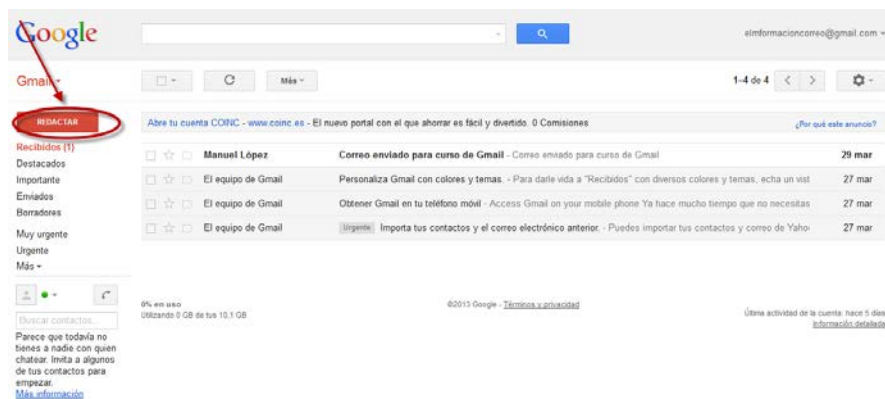 Google
elmformacioncorreo@gmail.com
Gmail
Más
1-4 de 4
REDACTAR
Abre tu cuenta COINC - www.coinc.es - El nuevo portal con el que ahorrar es fácil y divertido. 0 Comisiones
¿Por qué este anuncio?
Recibidos (1)
Destacados
Importante
Enviados
Borradores
Muy urgente
Urgente
Más
Manuel López Correo enviado para curso de Gmail - Correo enviado para curso de Gmail 29 mar
El equipo de Gmail Personaliza Gmail con colores y temas. - Para darle vida a "Recibidos" con diversos colores y temas, echa un vist 27 mar
El equipo de Gmail Obtener Gmail en tu teléfono móvil - Access Gmail on your mobile phone Ya hace mucho tiempo que no necesitas 27 mar
El equipo de Gmail Urgente Importa tus contactos y el correo electrónico anterior. - Puedes importar tus contactos y correo de Yaho 27 mar
Buscar contactos...
Parece que todavía no
tienes a nadie con quien
chatear. Invita a algunos
de tus contactos para
empezar.
Más información
0% en uso
Utilizando 0 GB de tus 10,1 GB
©2013 Google - Términos y privacidad
Última actividad de la cuenta: hace 5 días
Información detallada